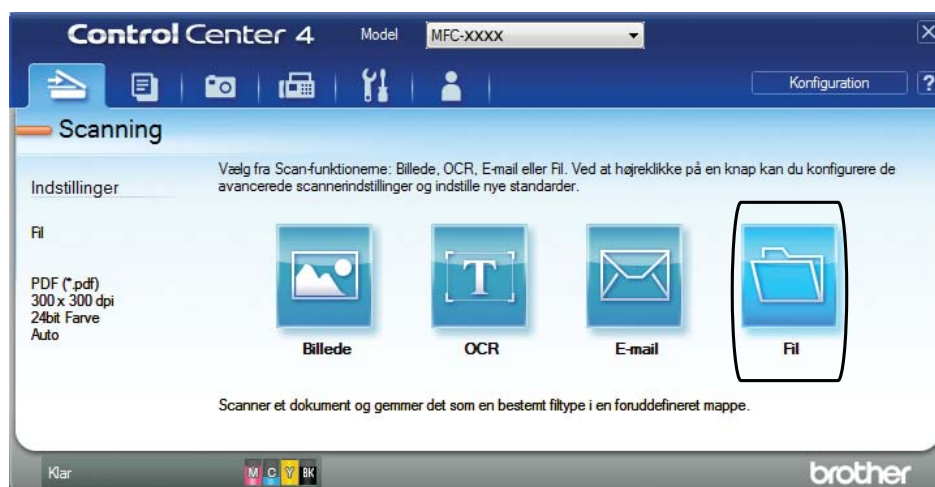 Control Center 4 Model MFC-XXXX
Konfiguration ?
Scanning
Indstillinger
Vælg fra Scan-funktionerne: Billede, OCR, E-mail eller Fil. Ved at højreklikke på en knap kan du konfigurere de
avancerede scannerindstillinger og indstille nye standarder.
Fil
PDF (*.pdf)
300 x 300 dpi
24bit Farve
Auto
T
Billede OCR E-mail Fil
Scanner et dokument og gemmer det som en bestemt filtype i en foruddefineret mappe.
Klar M C Y BK brother